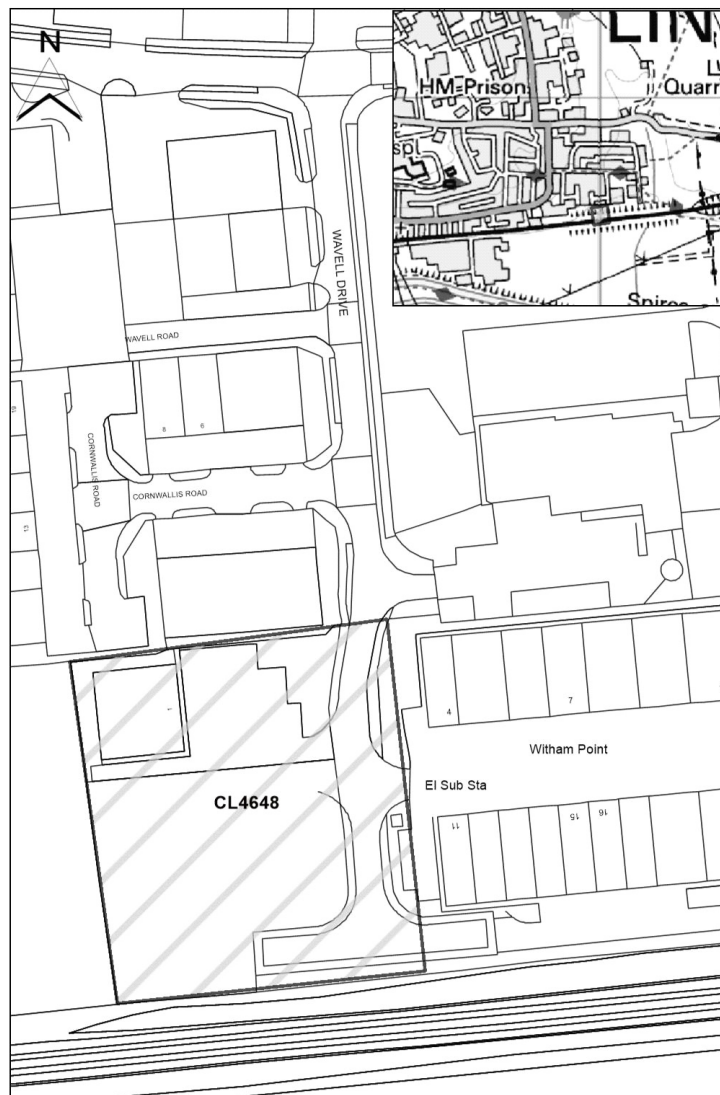 N
LIN
HM Prison
Quarr
spl
Spires
WAVELL DRIVE
WAVELL ROAD
8
6
CORNWALLIS ROAD
CORNWALLIS ROAD
4
7
1
Witham Point
El Sub Sta
CL4648
11
15
16